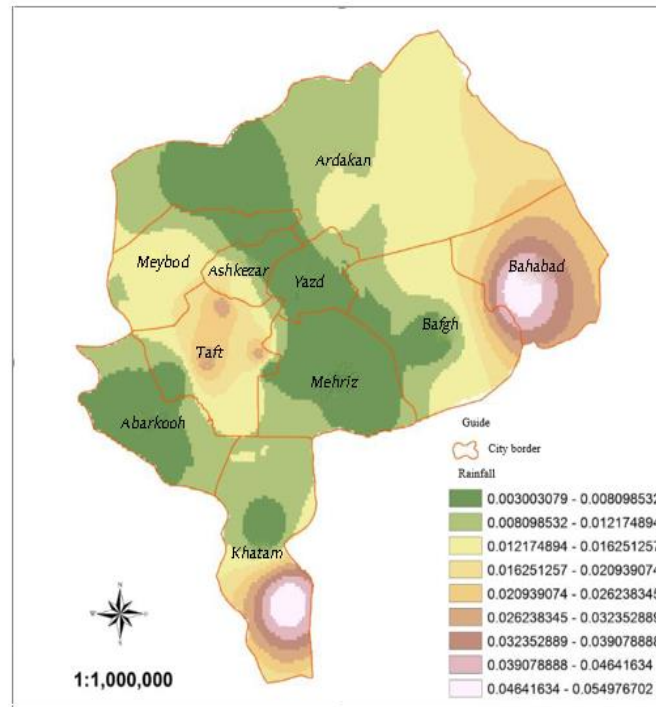 Ardakan
Meybod
Ashkezar
Yazd
Bahabad
Bafgh
Taft
Mehriz
Abarkooh
Khatam
Guide
City border
Rainfall
0.003003079 - 0.008098532
0.008098532 - 0.012174894
0.012174894 - 0.016251257
0.016251257 - 0.020939074
0.020939074 - 0.026238345
0.026238345 - 0.032352889
0.032352889 - 0.039078888
0.039078888 - 0.04641634
0.04641634 - 0.054976702
N
W
S
1:1,000,000